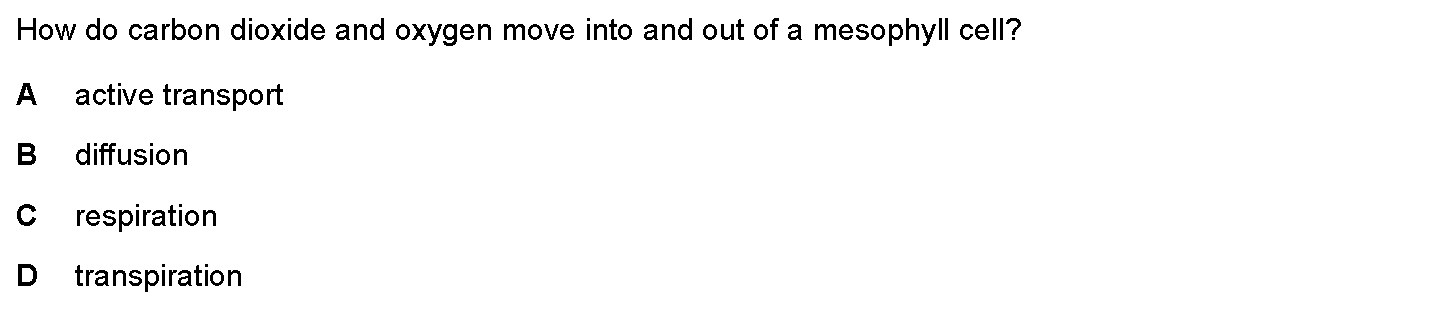 How do carbon dioxide and oxygen move into and out of a mesophyll cell?
A active transport
B diffusion
C respiration
D transpiration